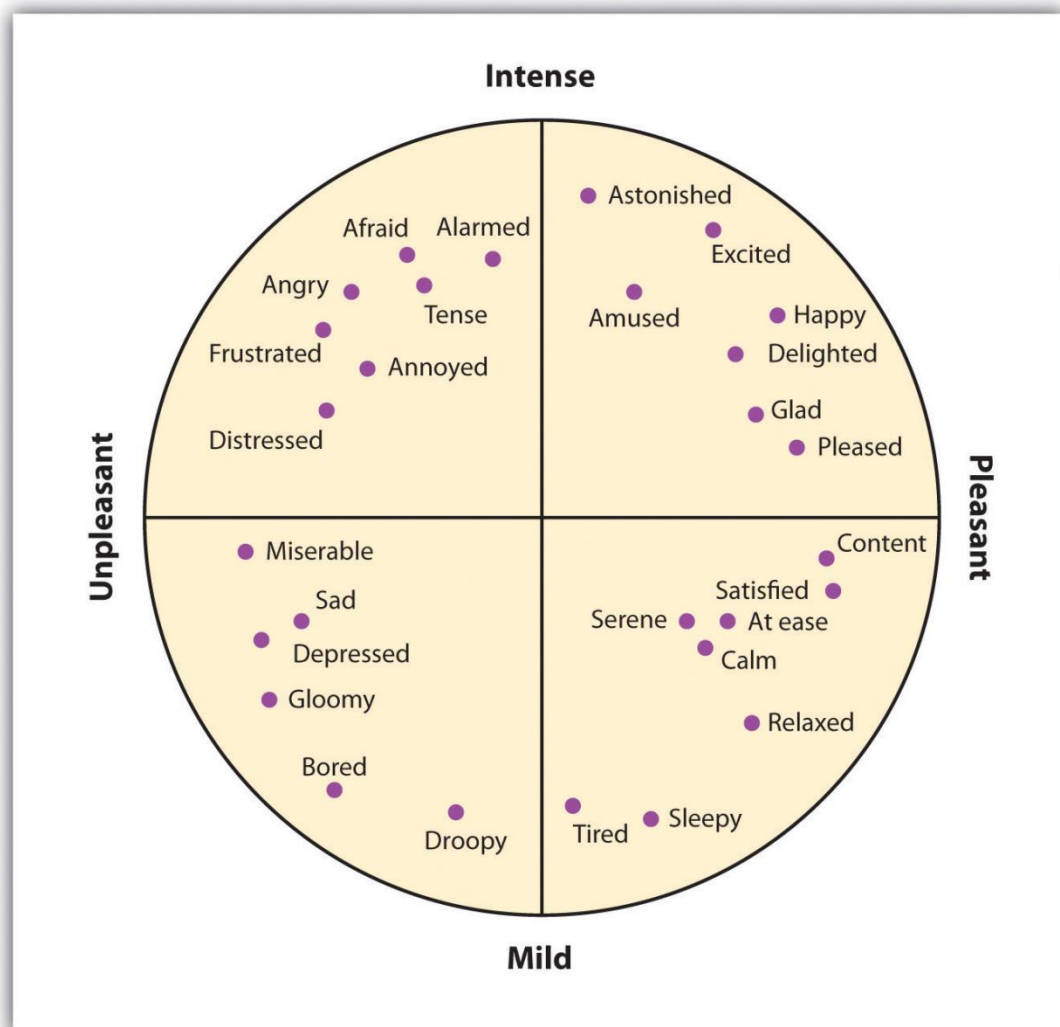 Intense
Astonished
Afraid
Alarmed
Excited
Angry
Tense
Amused
Happy
Frustrated
Delighted
Annoyed
Glad
Distressed
Pleased
Unpleasant
Pleasant
Miserable
Content
Sad
Satisfied
Serene
At ease
Depressed
Calm
Gloomy
Relaxed
Bored
Sleepy
Tired
Droopy
Mild